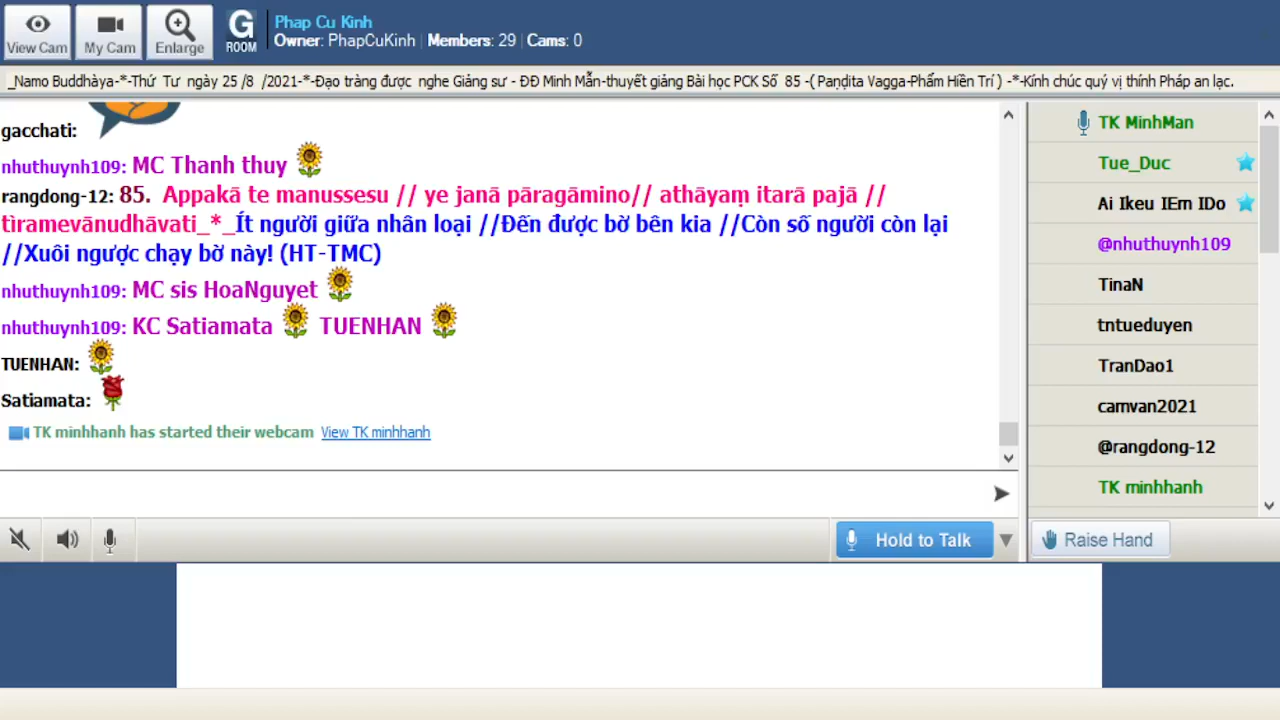 View Cam
My Cam
Enlarge
G
ROOM
Phap Cu Kinh
Owner: PhapCuKinh | Members: 29 | Cams: 0
_Namo Buddhàya-*-Thứ Tư ngày 25 /8 /2021-*-Đạo tràng được nghe Giảng sư - ĐĐ Minh Mẫn-thuyết giảng Bài học PCK Số 85 -( Paṇḍita Vagga-Phẩm Hiền Trí ) -*-Kính chúc quý vị thính Pháp an lạc.
gacchati:
nhuthuynh109: MC Thanh thuy
rangdong-12: 85. Appakā te manussesu // ye janā pāragāmino// athāyaṃ itarā pajā //
tìramevānudhāvati_*_Ít người giữa nhân loại //Đến được bờ bên kia //Còn số người còn lại
//Xuôi ngược chạy bờ này! (HT-TMC)
nhuthuynh109: MC sis HoaNguyet
nhuthuynh109: KC Satiamata TUENHAN
TUENHAN:
Satiamata:
TK minhhanh has started their webcam View TK minhhanh
TK MinhMan
Tue_Duc
Ai Ikeu IEm IDo
@nhuthuynh109
TinaN
tntueduyen
TranDao1
camvan2021
@rangdong-12
TK minhhanh
Hold to Talk
Raise Hand